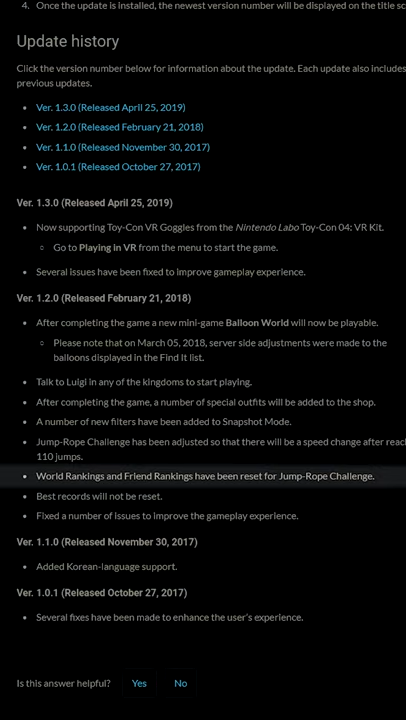 4. Once the update is installed, the newest version number will be displayed on the title sc
Update history
Click the version number below for information about the update. Each update also includes
previous updates.
• Ver. 1.3.0 (Released April 25, 2019)
• Ver. 1.2.0 (Released February 21, 2018)
• Ver. 1.1.0 (Released November 30, 2017)
• Ver. 1.0.1 (Released October 27, 2017)
Ver. 1.3.0 (Released April 25, 2019)
• Now supporting Toy-Con VR Goggles from the Nintendo Labo Toy-Con 04: VR Kit.
◦ Go to Playing in VR from the menu to start the game.
• Several issues have been fixed to improve gameplay experience.
Ver. 1.2.0 (Released February 21, 2018)
• After completing the game a new mini-game Balloon World will now be playable.
◦ Please note that on March 05, 2018, server side adjustments were made to the
balloons displayed in the Find It list.
• Talk to Luigi in any of the kingdoms to start playing.
• After completing the game, a number of special outfits will be added to the shop.
• A number of new filters have been added to Snapshot Mode.
• Jump-Rope Challenge has been adjusted so that there will be a speed change after reac
110 jumps.
• World Rankings and Friend Rankings have been reset for Jump-Rope Challenge.
• Best records will not be reset.
• Fixed a number of issues to improve the gameplay experience.
Ver. 1.1.0 (Released November 30, 2017)
• Added Korean-language support.
Ver. 1.0.1 (Released October 27, 2017)
• Several fixes have been made to enhance the user's experience.
Is this answer helpful? Yes No